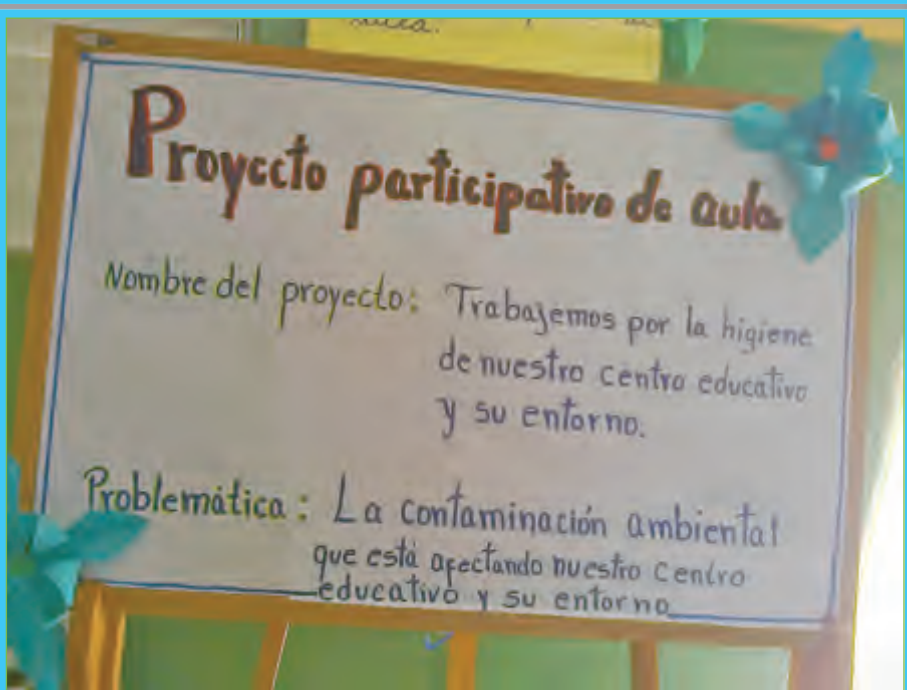 Proyecto participativo de aula
Nombre del proyecto: Trabajemos por la higiene
de nuestro centro educativo
y su entorno.
Problemática: La contaminación ambiental
que está afectando nuestro centro
educativo y su entorno